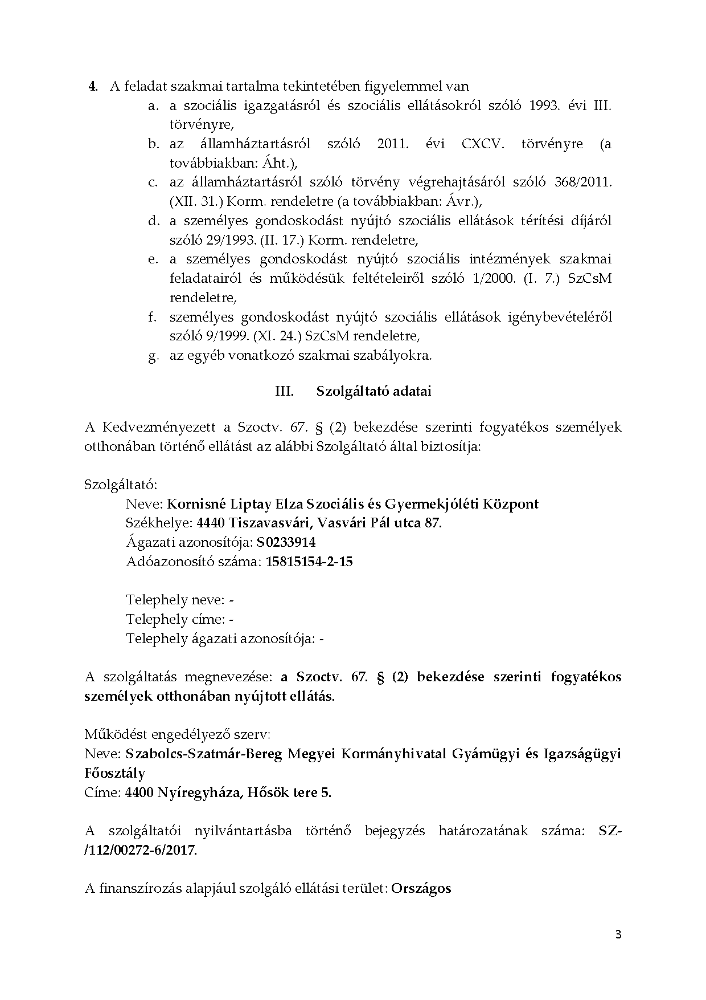 4. A feladat szakmai tartalma tekintetében figyelemmel van
a. a szociális igazgatásról és szociális ellátásokról szóló 1993. évi III.
törvényre,
b. az államháztartásról szóló 2011. évi CXCV. törvényre (a
továbbiakban: Áht.),
c. az államháztartásról szóló törvény végrehajtásáról szóló 368/2011.
(XII. 31.) Korm. rendeletre (a továbbiakban: Ávr.),
d. a személyes gondoskodást nyújtó szociális ellátások térítési díjáról
szóló 29/1993. (II. 17.) Korm. rendeletre,
e. a személyes gondoskodást nyújtó szociális intézmények szakmai
feladatairól és működésük feltételeiről szóló 1/2000. (I. 7.) SzCsM
rendeletre,
f. személyes gondoskodást nyújtó szociális ellátások igénybevételéről
szóló 9/1999. (XI. 24.) SzCsM rendeletre,
g. az egyéb vonatkozó szakmai szabályokra.
III. Szolgáltató adatai
A Kedvezményezett a Szoctv. 67. § (2) bekezdése szerinti fogyatékos személyek
otthonában történő ellátást az alábbi Szolgáltató által biztosítja:
Szolgáltató:
Neve: Kornisné Liptay Elza Szociális és Gyermekjóléti Központ
Székhelye: 4440 Tiszavasvári, Vasvári Pál utca 87.
Ágazati azonosítója: S0233914
Adóazonosító száma: 15815154-2-15
Telephely neve: -
Telephely címe: -
Telephely ágazati azonosítója: -
A szolgáltatás megnevezése: a Szoctv. 67. § (2) bekezdése szerinti fogyatékos
személyek otthonában nyújtott ellátás.
Működést engedélyező szerv:
Neve: Szabolcs-Szatmár-Bereg Megyei Kormányhivatal Gyámügyi és Igazságügyi
Főosztály
Címe: 4400 Nyíregyháza, Hősök tere 5.
A szolgáltatói nyilvántartásba történő bejegyzés határozatának száma: SZ-
/112/00272-6/2017.
A finanszírozás alapjául szolgáló ellátási terület: Országos
3